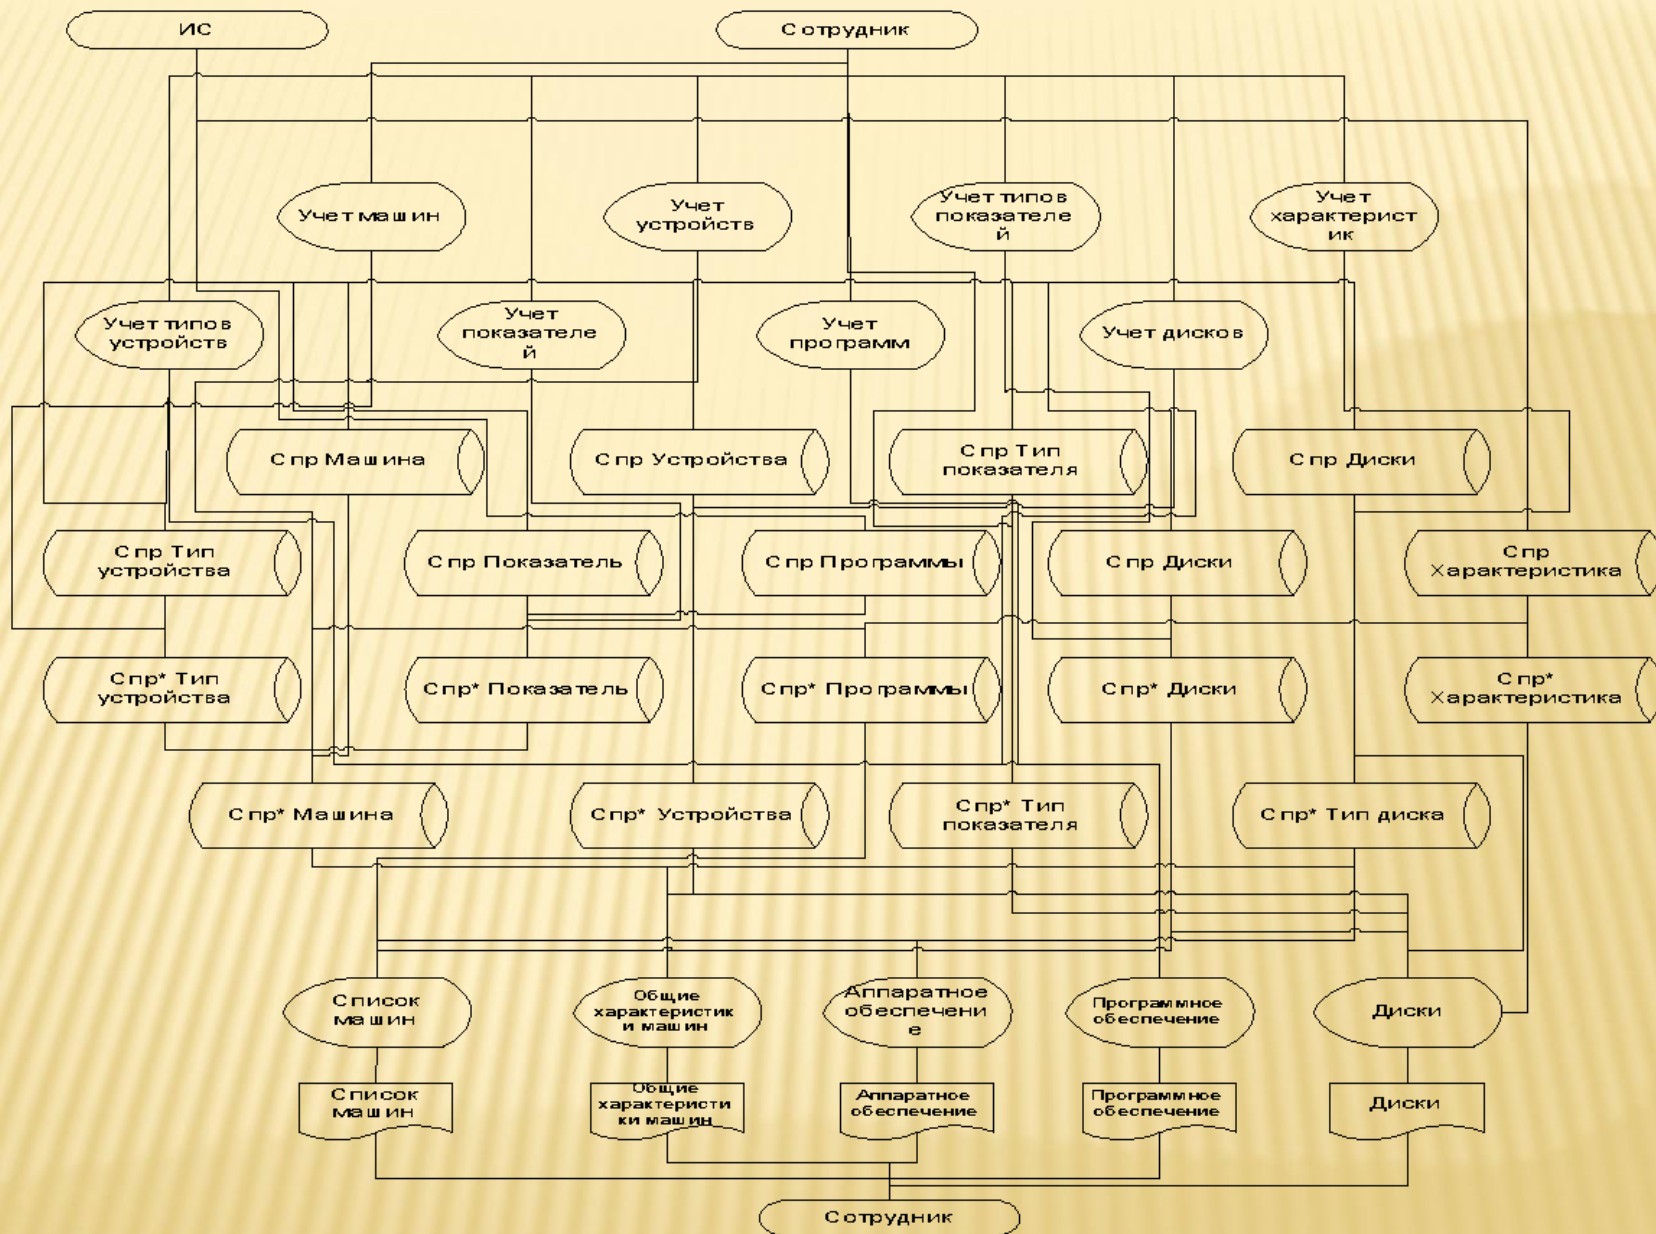 ИС
Сотрудник
Учет машин
Учет
устройств
Учет типов
показателе
й
Учет
характерист
ик
Учет типов
устройств
Учет
показателе
й
Учет
программ
Учет дисков
Спр Машина
Спр Устройства
Спр Тип
показателя
Спр Диски
Спр Тип
устройства
Спр Показатель
Спр Программы
Спр Диски
Спр
Характеристика
Спр* Тип
устройства
Спр* Показатель
Спр* Программы
Спр* Диски
Спр*
Характеристика
Спр* Машина
Спр* Устройства
Спр* Тип
показателя
Спр* Тип диска
Список
машин
Общие
характеристик
и машин
Аппаратное
обеспечени
е
Программное
обеспечение
Диски
Список
машин
Общие
характеристи
ки машин
Аппаратное
обеспечение
Программное
обеспечение
Диски
Сотрудник